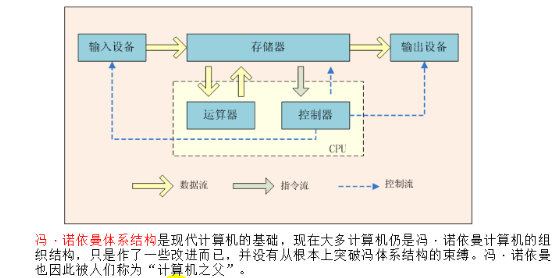 输入设备 存储器 输出设备
运算器 控制器
CPU
数据流 指令流 控制流
冯·诺依曼体系结构是现代计算机的基础，现在大多计算机仍是冯·诺依曼计算机的组
织结构，只是作了一些改进而已，并没有从根本上突破冯体系结构的束缚。冯·诺依曼
也因此被人们称为“计算机之父”。